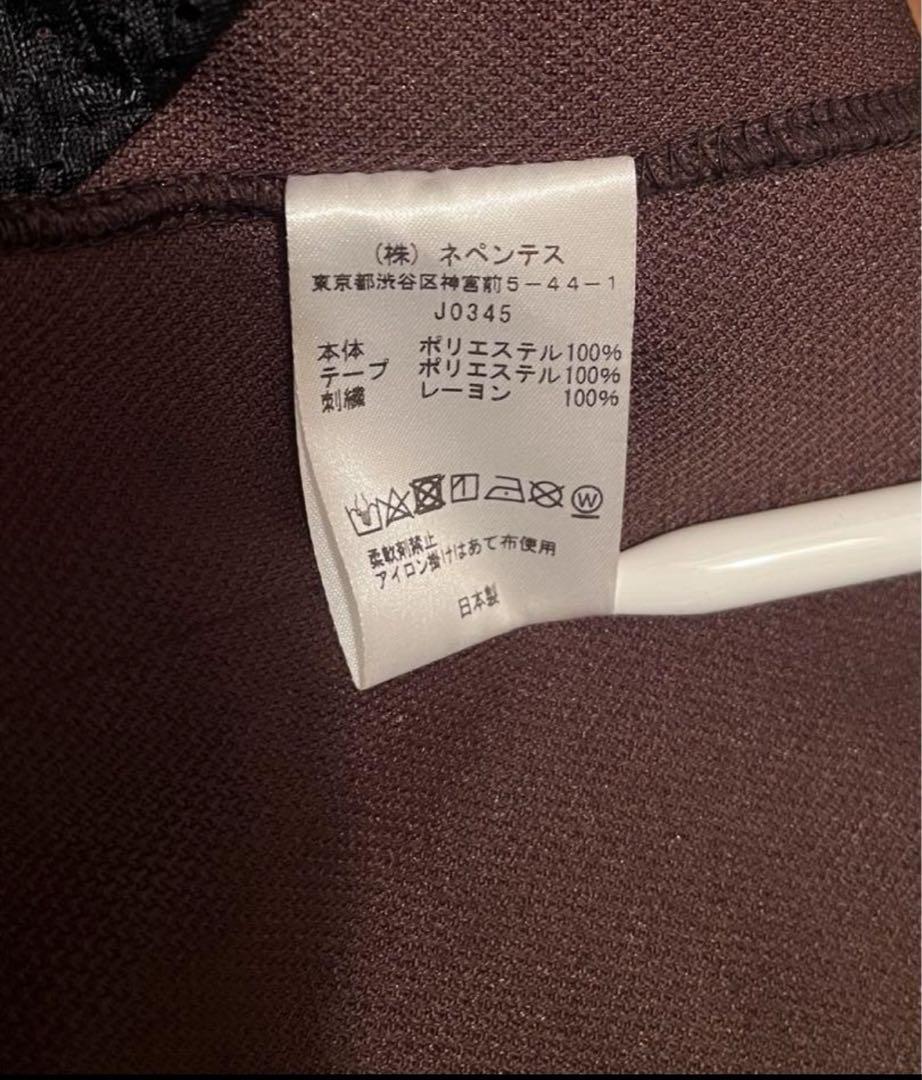 (株) ネペンテス
東京都渋谷区神宮前5-44-1
J0345
本体 ポリエステル100%
テープ ポリエステル100%
刺繍 レーヨン 100%
W
柔軟剤禁止
アイロン掛けはあて布使用
日本製